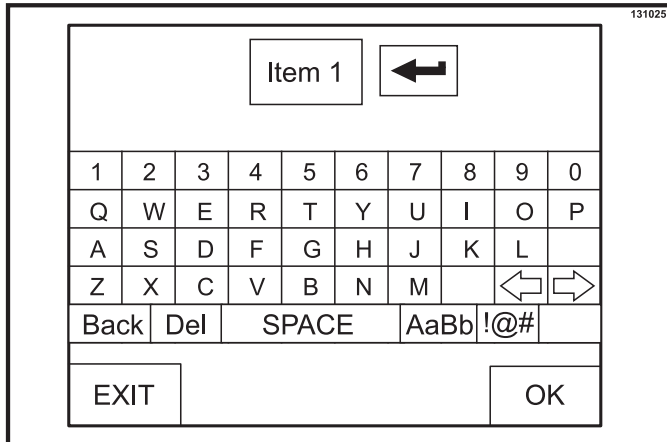 131025
Item 1
1 2 3 4 5 6 7 8 9 0
Q W E R T Y U I O P
A S D F G H J K L
Z X C V B N M
Back Del SPACE AaBb !@#
EXIT OK